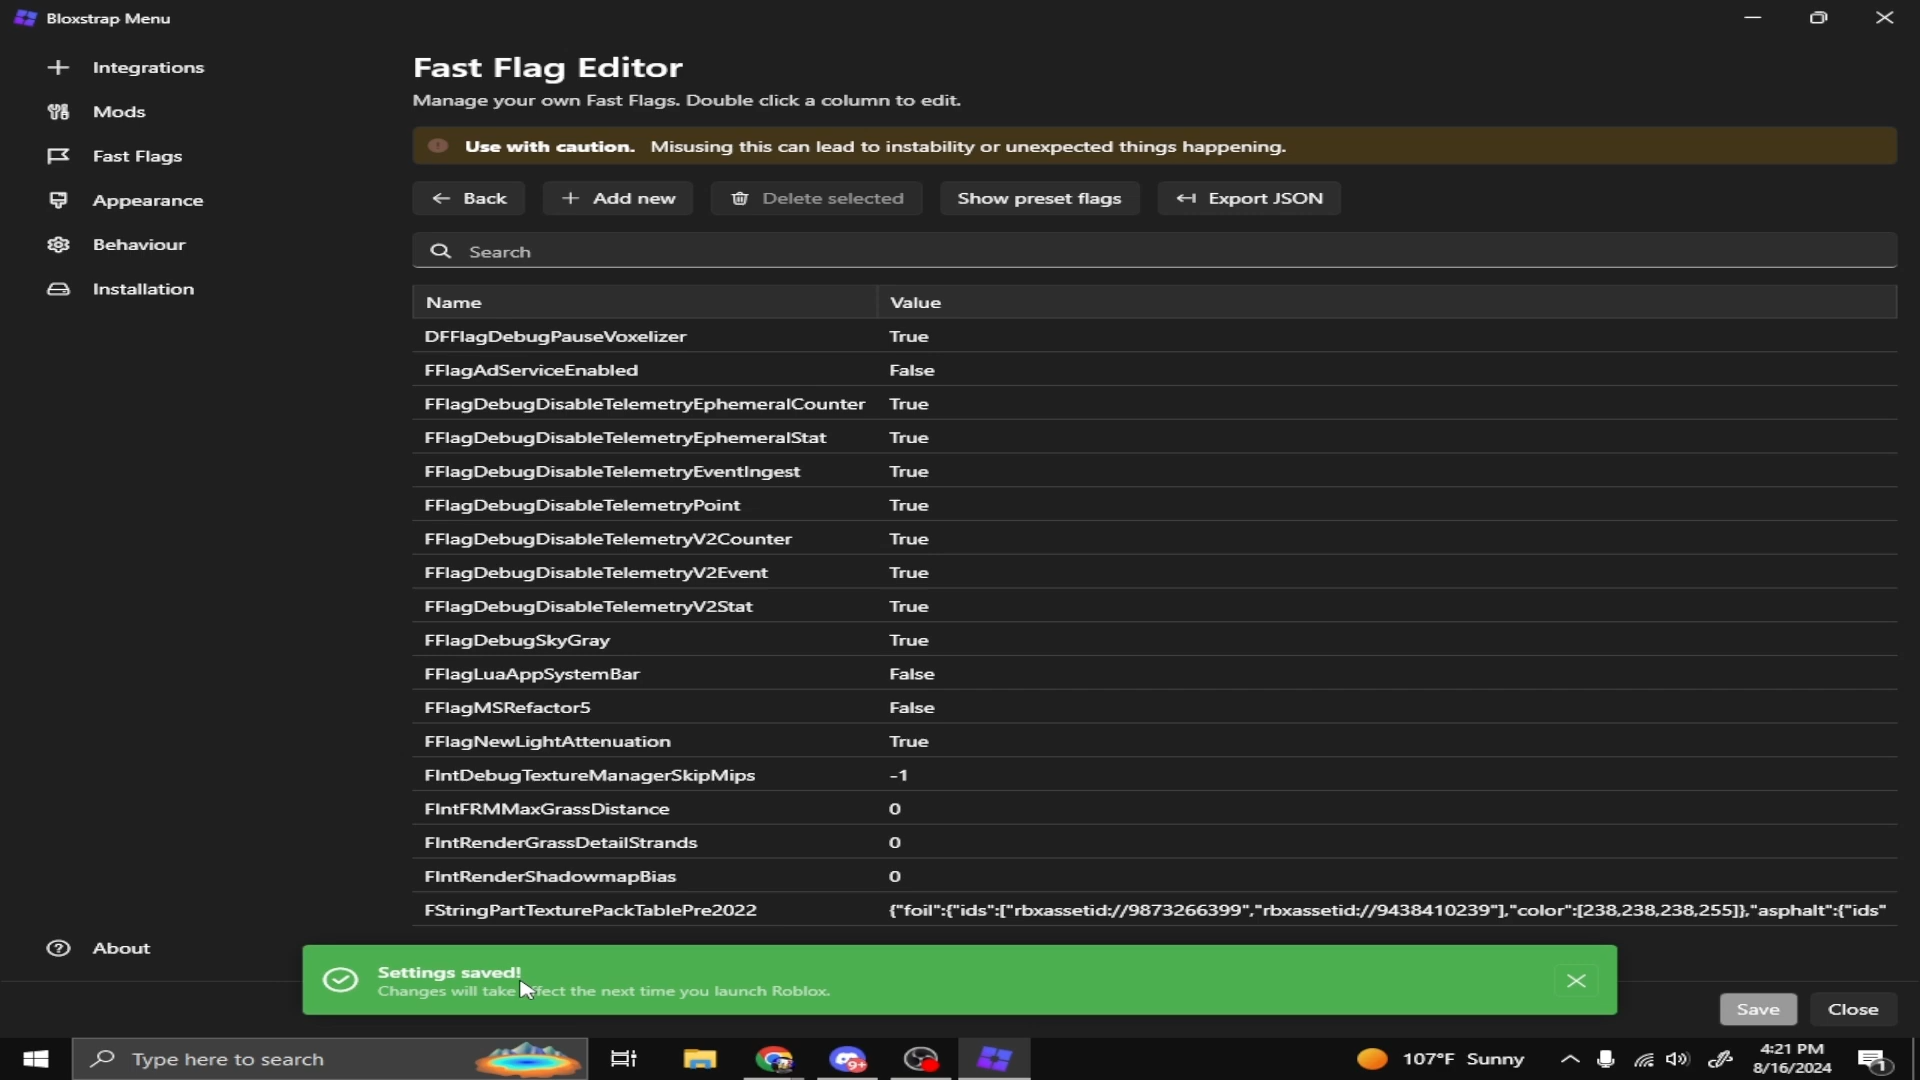 Bloxstrap Menu
Integrations
Mods
Fast Flags
Appearance
Behaviour
Installation
Fast Flag Editor
Manage your own Fast Flags. Double click a column to edit.
Use with caution. Misusing this can lead to instability or unexpected things happening.
Back Add new Delete selected Show preset flags Export JSON
Search
Name Value
DFFlagDebugPauseVoxelizer True
FFlagAdServiceEnabled False
FFlagDebugDisableTelemetryEphemeralCounter True
FFlagDebugDisableTelemetryEphemeralStat True
FFlagDebugDisableTelemetryEventIngest True
FFlagDebugDisableTelemetryPoint True
FFlagDebugDisableTelemetryV2Counter True
FFlagDebugDisableTelemetryV2Event True
FFlagDebugDisableTelemetryV2Stat True
FFlagDebugSkyGray True
FFlagLuaAppSystemBar False
FFlagMSRefactor5 False
FFlagNewLightAttenuation True
FIntDebugTextureManagerSkipMips -1
FIntFRMMaxGrassDistance 0
FIntRenderGrassDetailStrands 0
FIntRenderShadowmapBias 0
FStringPartTexturePackTablePre2022 {"foil":{"ids":["rbxassetid://9873266399","rbxassetid://9438410239"],"color":[238,238,238,255]},"asphalt":{"ids"
About
Settings saved!
Changes will take effect the next time you launch Roblox.
Save Close
Type here to search
9+
107°F Sunny
4:21 PM
8/16/2024
1